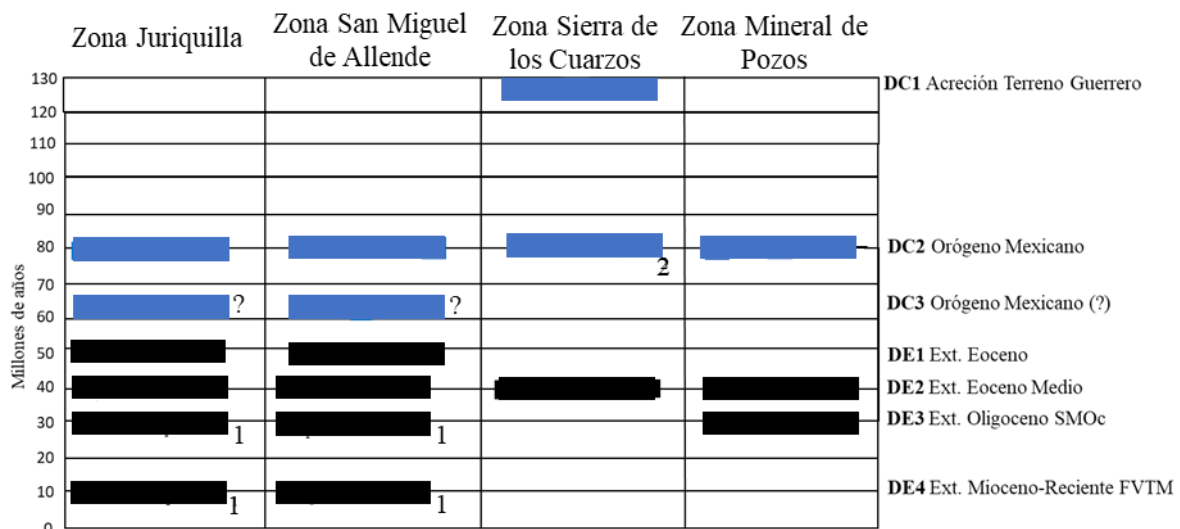 Zona Juriquilla
Zona San Miguel
de Allende
Zona Sierra de
los Cuarzos
Zona Mineral de
Pozos
Millones de años
130
DC1 Acreción Terreno Guerrero
120
110
100
90
80
2
DC2 Orógeno Mexicano
70
? ?
DC3 Orógeno Mexicano (?)
60
50
DE1 Ext. Eoceno
40
DE2 Ext. Eoceno Medio
30
1 1
DE3 Ext. Oligoceno SMOc
20
10
1 1
DE4 Ext. Mioceno-Reciente FVTM
0